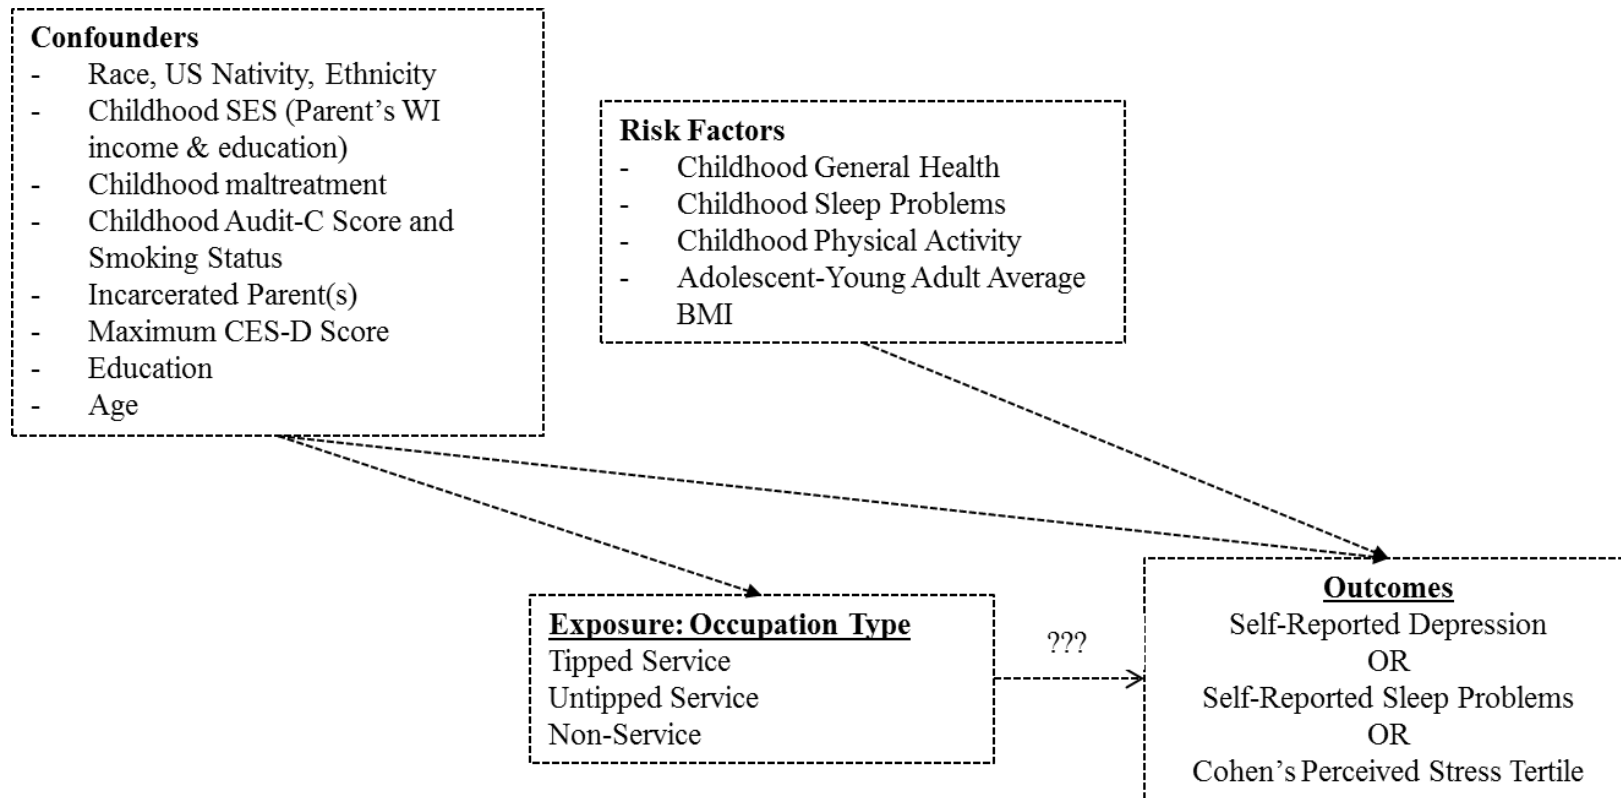 Confounders
- Race, US Nativity, Ethnicity
- Childhood SES (Parent’s WI
income & education)
- Childhood maltreatment
- Childhood Audit-C Score and
Smoking Status
- Incarcerated Parent(s)
- Maximum CES-D Score
- Education
- Age
Risk Factors
- Childhood General Health
- Childhood Sleep Problems
- Childhood Physical Activity
- Adolescent-Young Adult Average
BMI
Exposure: Occupation Type
Tipped Service
Untipped Service
Non-Service
???
Outcomes
Self-Reported Depression
OR
Self-Reported Sleep Problems
OR
Cohen’s Perceived Stress Tertile